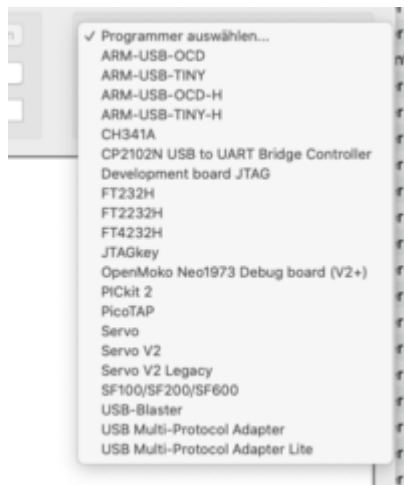 ✓ Programmer auswählen...
ARM-USB-OCD
ARM-USB-TINY
ARM-USB-OCD-H
ARM-USB-TINY-H
CH341A
CP2102N USB to UART Bridge Controller
Development board JTAG
FT232H
FT2232H
FT4232H
JTAGkey
OpenMoko Neo1973 Debug board (V2+)
PICkit 2
PicoTAP
Servo
Servo V2
Servo V2 Legacy
SF100/SF200/SF600
USB-Blaster
USB Multi-Protocol Adapter
USB Multi-Protocol Adapter Lite